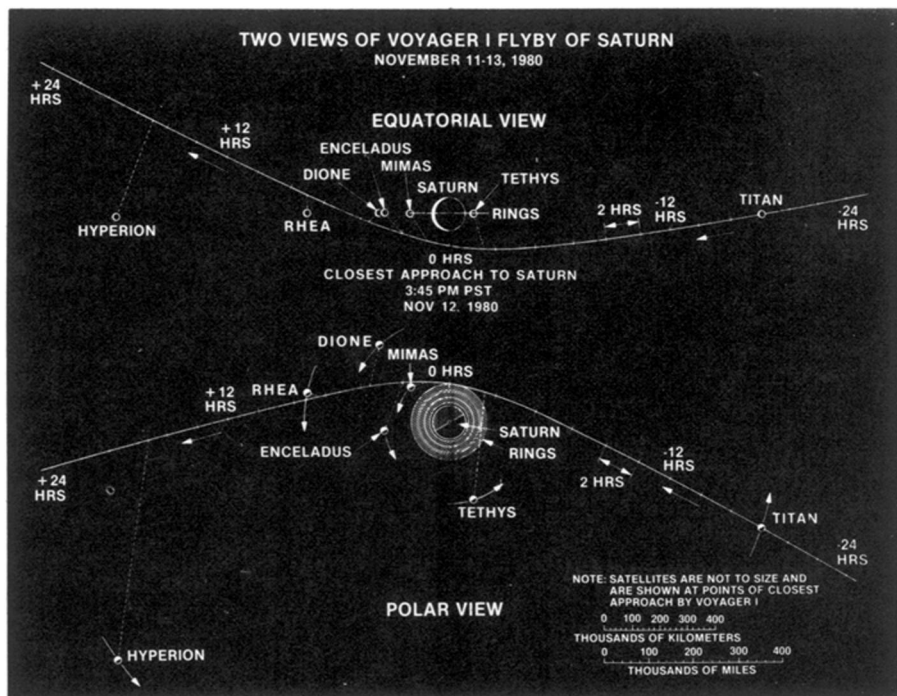 TWO VIEWS OF VOYAGER I FLYBY OF SATURN
NOVEMBER 11-13, 1980
+24
HRS
EQUATORIAL VIEW
+12
HRS
ENCELADUS
MIMAS
DIONE
SATURN
TETHYS
RINGS
2 HRS
-12
HRS
TITAN
-24
HRS
HYPERION
RHEA
0 HRS
CLOSEST APPROACH TO SATURN
3:45 PM PST
NOV 12. 1980
DIONE
MIMAS
0 HRS
RHEA
+12
HRS
ENCELADUS
SATURN
RINGS
+24
HRS
-12
HRS
2 HRS
TETHYS
TITAN
-24
HRS
NOTE: SATELLITES ARE NOT TO SIZE AND
ARE SHOWN AT POINTS OF CLOSEST
APPROACH BY VOYAGER I
POLAR VIEW
0 100 200 300 400
THOUSANDS OF KILOMETERS
HYPERION
0 100 200 300 400
THOUSANDS OF MILES